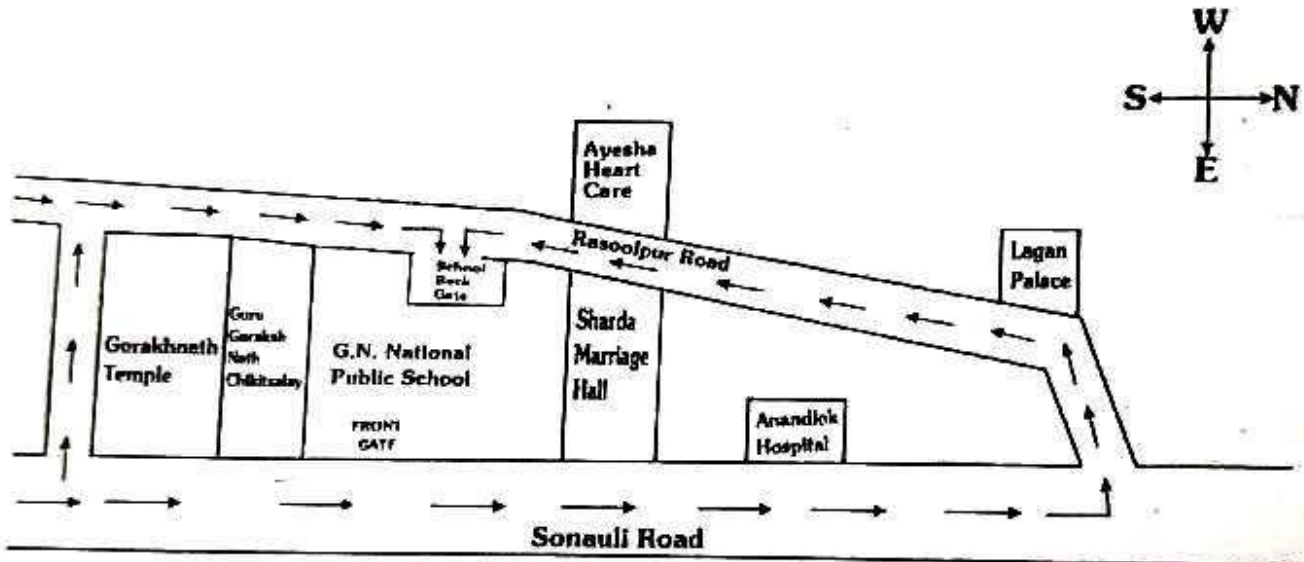 W
S N
E
Ayesha
Heart
Care
Rasoolpur Road
Lagan
Palace
School
Back
Gate
Gorakhnath
Temple
Guru
Goraksh
Nath
Chikitsalay
G.N. National
Public School
FRONT
GATE
Sharda
Marriage
Hall
Anandlok
Hospital
Sonauli Road